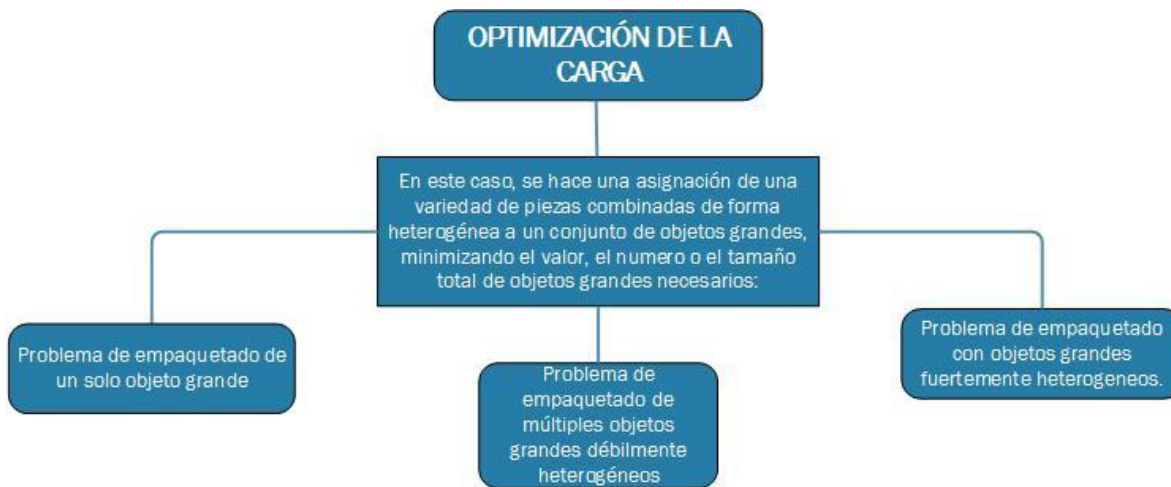 OPTIMIZACIÓN DE LA
CARGA
En este caso, se hace una asignación de una
variedad de piezas combinadas de forma
heterogénea a un conjunto de objetos grandes,
minimizando el valor, el numero o el tamaño
total de objetos grandes necesarios:
Problema de empaquetado de
un solo objeto grande
Problema de
empaquetado de
múltiples objetos
grandes débilmente
heterogéneos
Problema de empaquetado
con objetos grandes
fuertemente heterogeneos.